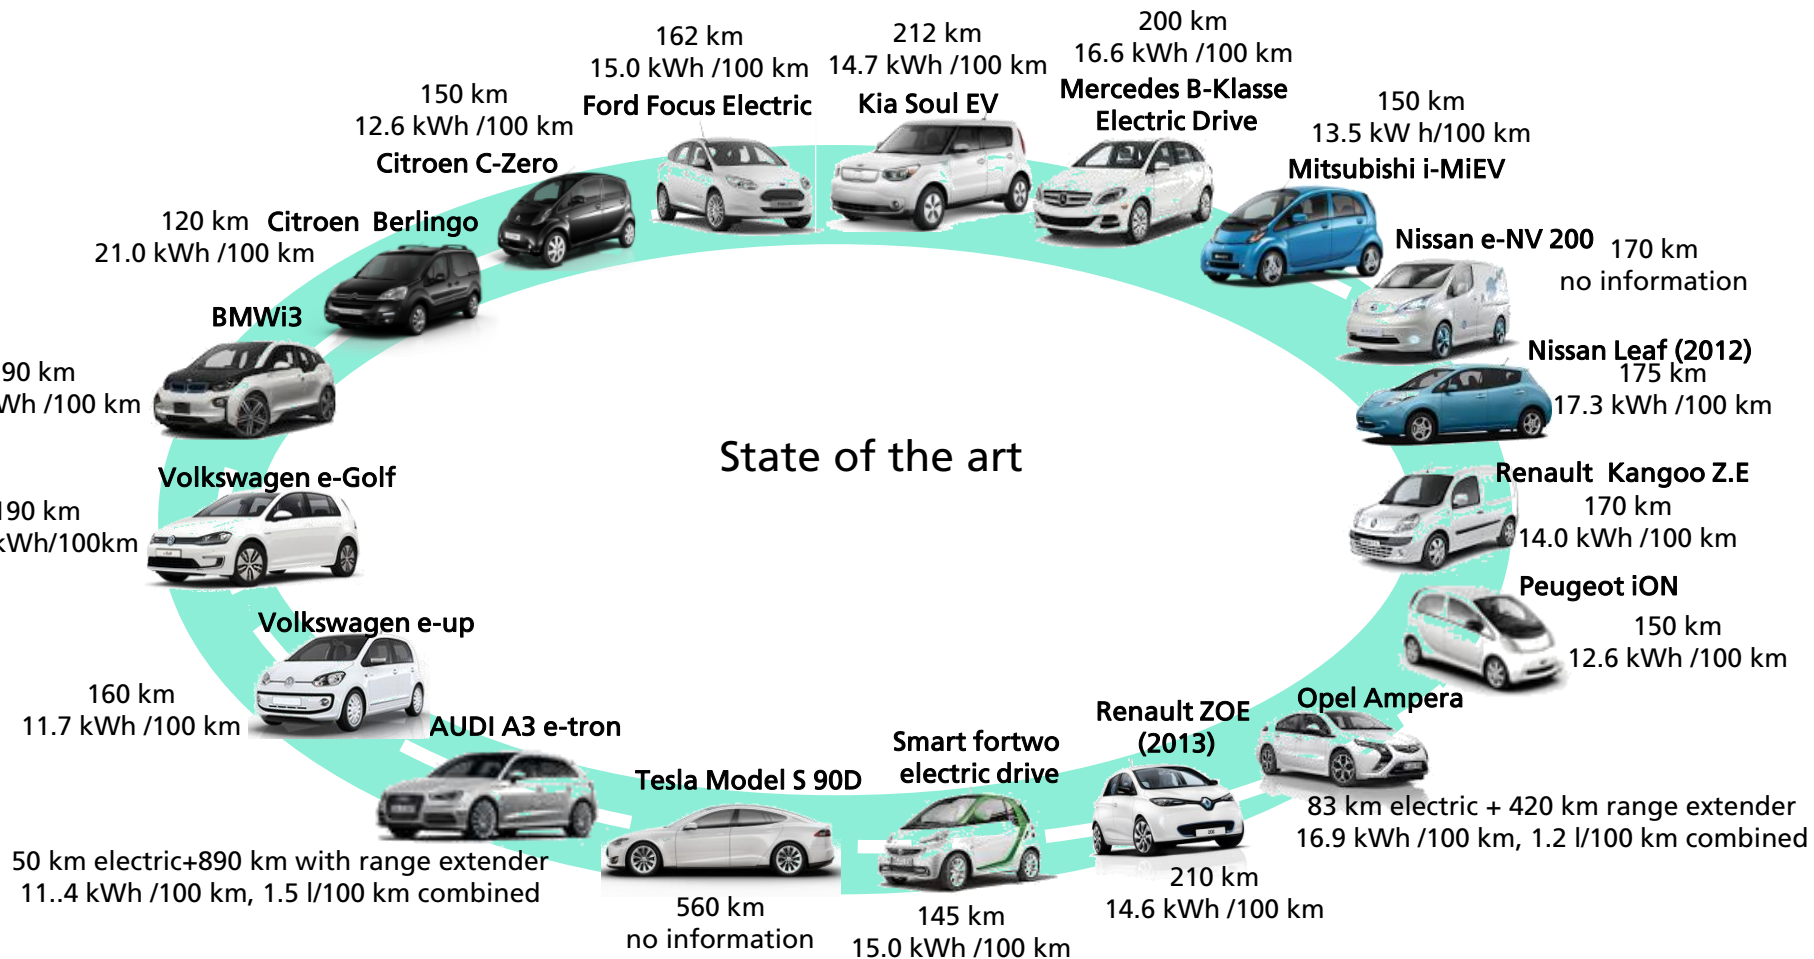 162 km
15.0 kWh /100 km
Ford Focus Electric
212 km
14.7 kWh /100 km
Kia Soul EV
200 km
16.6 kWh /100 km
Mercedes B-Klasse
Electric Drive
150 km
12.6 kWh /100 km
Citroen C-Zero
150 km
13.5 kW h/100 km
Mitsubishi i-MiEV
120 km
21.0 kWh /100 km
Citroen Berlingo
Nissan e-NV 200
170 km
no information
BMWi3
90 km
Wh /100 km
Nissan Leaf (2012)
175 km
17.3 kWh /100 km
State of the art
Volkswagen e-Golf
190 km
kWh/100km
Renault Kangoo Z.E
170 km
14.0 kWh /100 km
Peugeot iON
150 km
12.6 kWh /100 km
Volkswagen e-up
160 km
11.7 kWh /100 km
AUDI A3 e-tron
50 km electric+890 km with range extender
11..4 kWh /100 km, 1.5 l/100 km combined
Tesla Model S 90D
560 km
no information
Smart fortwo
electric drive
145 km
15.0 kWh /100 km
Renault ZOE
(2013)
210 km
14.6 kWh /100 km
Opel Ampera
83 km electric + 420 km range extender
16.9 kWh /100 km, 1.2 l/100 km combined